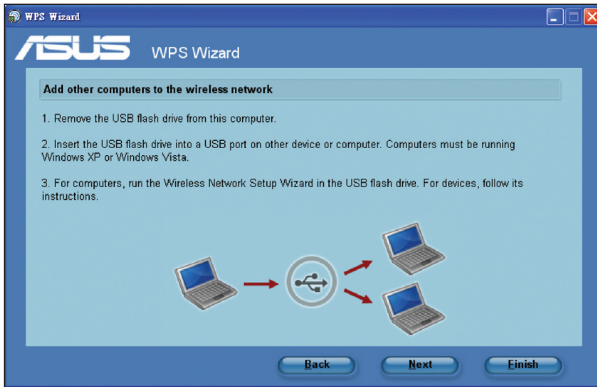 WPS Wizard
ASUS WPS Wizard
Add other computers to the wireless network
1. Remove the USB flash drive from this computer.
2. Insert the USB flash drive into a USB port on other device or computer. Computers must be running
Windows XP or Windows Vista.
3. For computers, run the Wireless Network Setup Wizard in the USB flash drive. For devices, follow its
instructions.
Back Next Finish